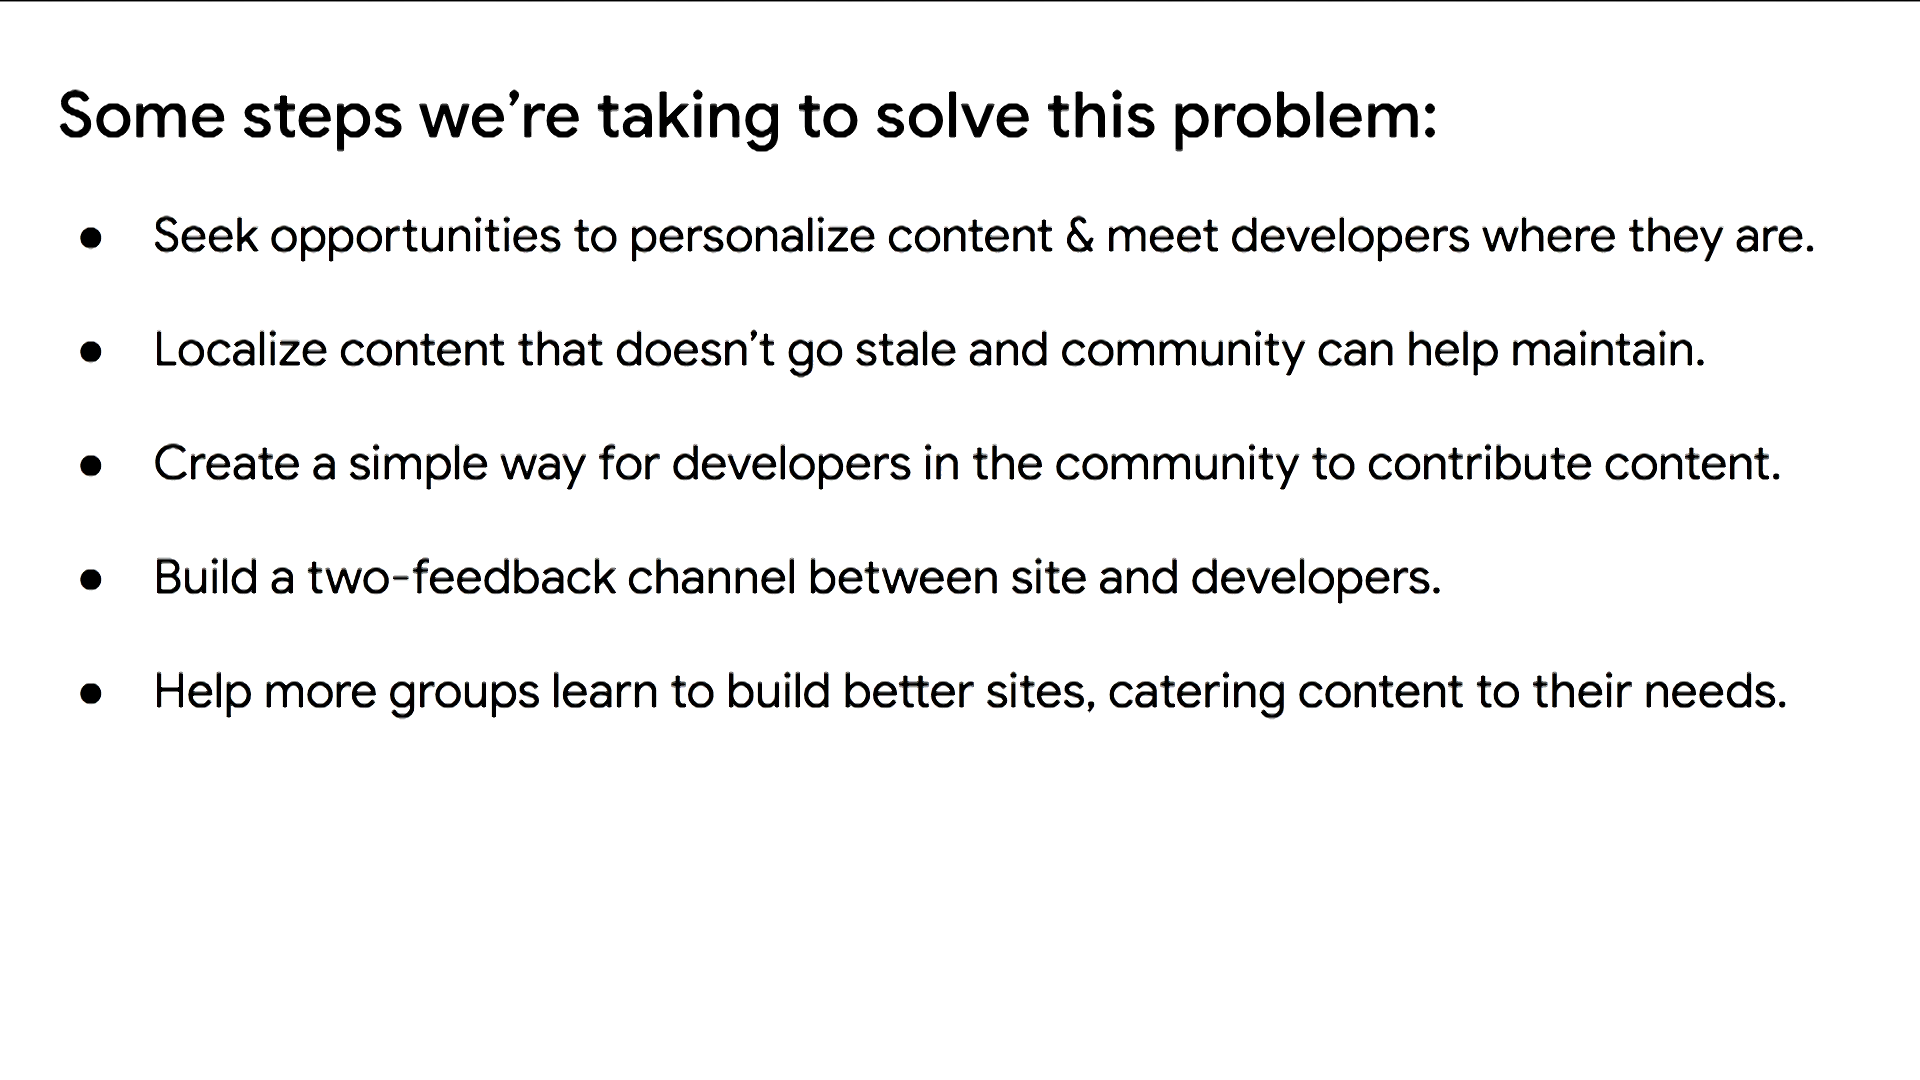 Some steps we’re taking to solve this problem:
● Seek opportunities to personalize content & meet developers where they are.
● Localize content that doesn’t go stale and community can help maintain.
● Create a simple way for developers in the community to contribute content.
● Build a two-feedback channel between site and developers.
● Help more groups learn to build better sites, catering content to their needs.